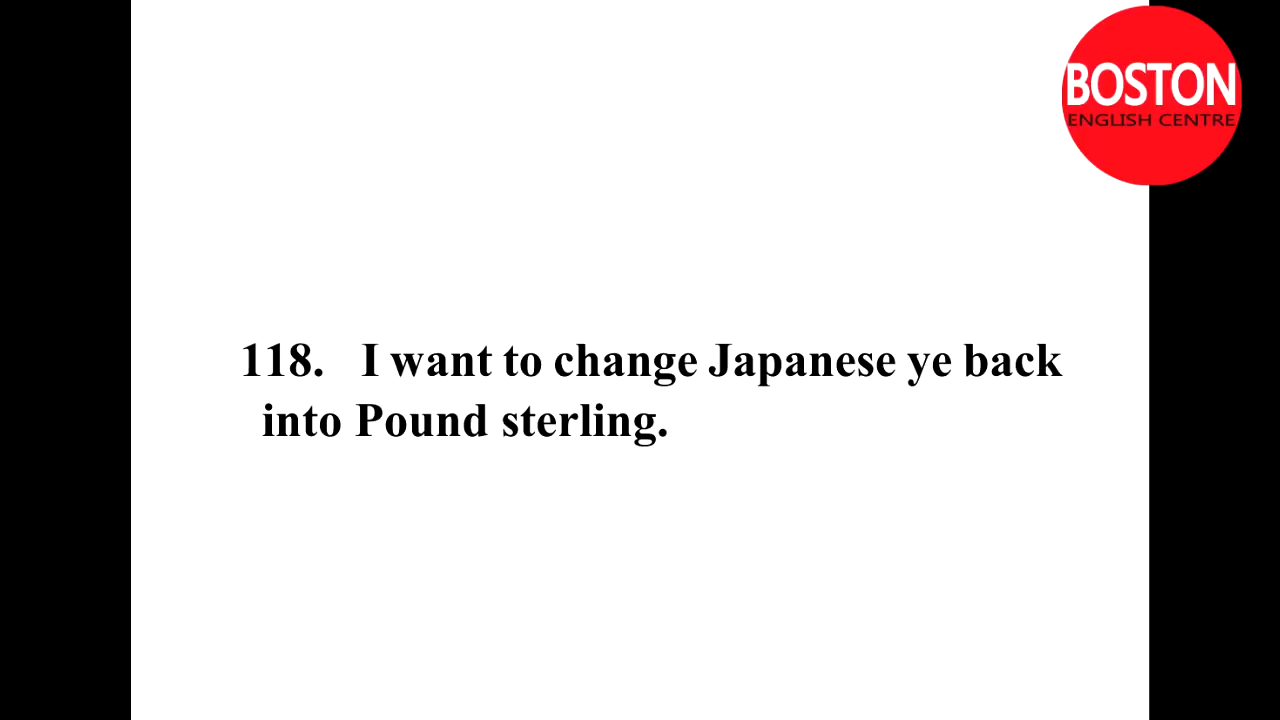 BOSTON
ENGLISH CENTRE
118. I want to change Japanese ye back
into Pound sterling.